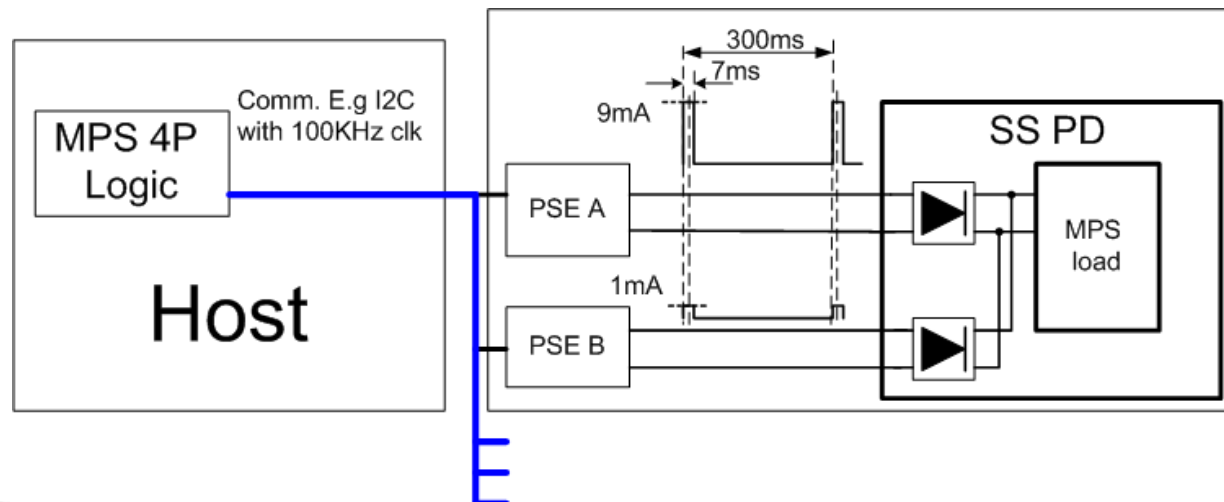 Comm. E.g I2C
with 100KHz clk
MPS 4P
Logic
Host
300ms
7ms
9mA
1mA
PSE A
PSE B
SS PD
MPS
load